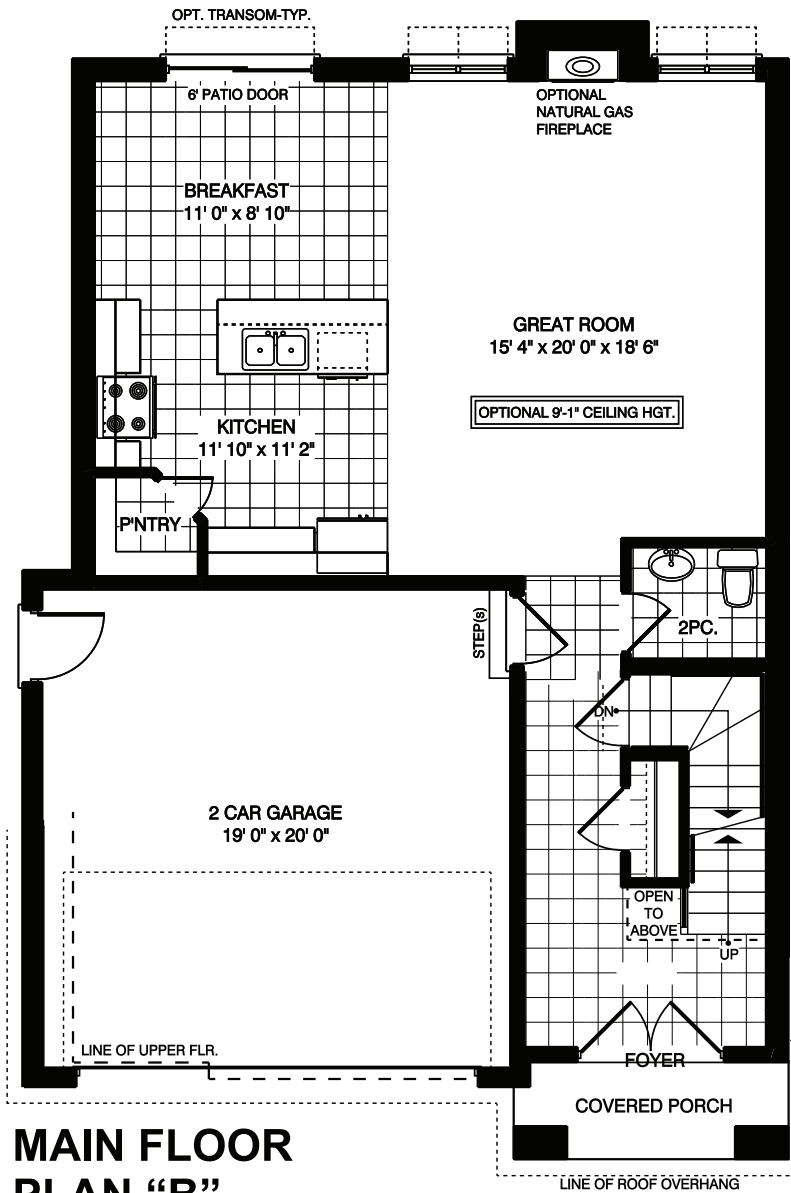 OPT. TRANSOM-TYP.
6' PATIO DOOR
OPTIONAL
NATURAL GAS
FIREPLACE
BREAKFAST
11' 0" x 8' 10"
GREAT ROOM
15' 4" x 20' 0" x 18' 6"
OPTIONAL 9'-1" CEILING HGT.
KITCHEN
11' 10" x 11' 2"
P'NTRY
STEP(s)
2PC.
DN
2 CAR GARAGE
19' 0" x 20' 0"
OPEN
TO
ABOVE
UP
LINE OF UPPER FLR.
FOYER
COVERED PORCH
MAIN FLOOR
PLAN “B”
LINE OF ROOF OVERHANG